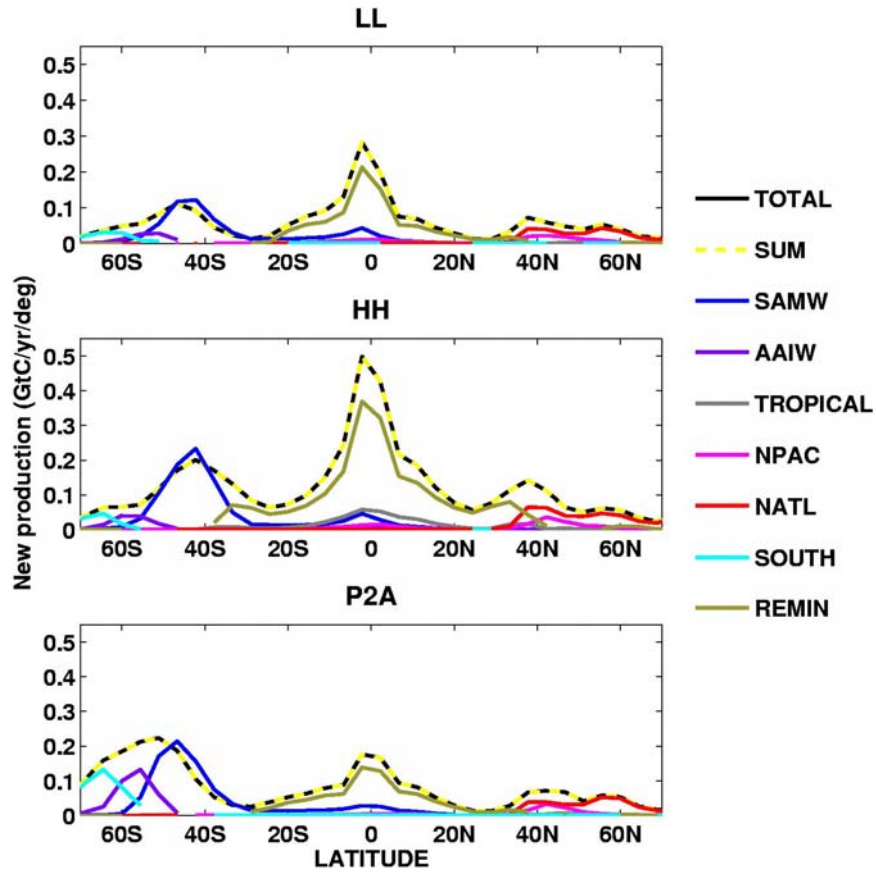 LL
0.5
0.4
0.3
0.2
0.1
0
60S 40S 20S 0 20N 40N 60N
HH
0.5
0.4
0.3
0.2
0.1
0
60S 40S 20S 0 20N 40N 60N
P2A
0.5
0.4
0.3
0.2
0.1
0
60S 40S 20S 0 20N 40N 60N
LATITUDE
New production (GtC/yr/deg)
TOTAL
SUM
SAMW
AAIW
TROPICAL
NPAC
NATL
SOUTH
REMIN